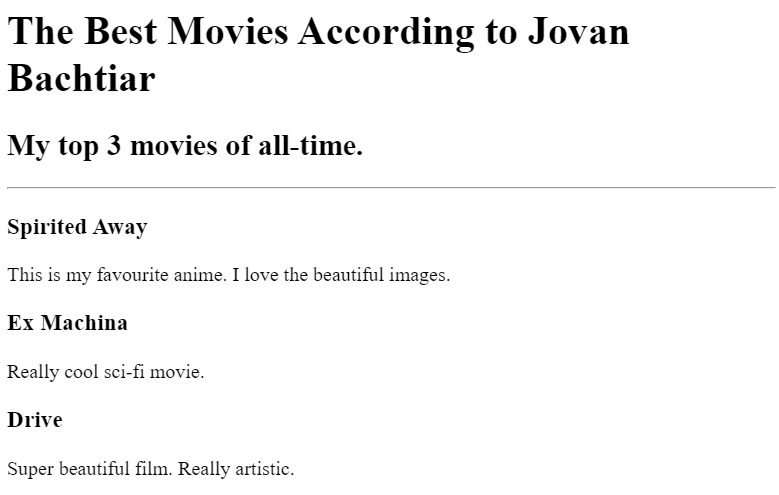 The Best Movies According to Jovan
Bachtiar
My top 3 movies of all-time.
Spirited Away
This is my favourite anime. I love the beautiful images.
Ex Machina
Really cool sci-fi movie.
Drive
Super beautiful film. Really artistic.